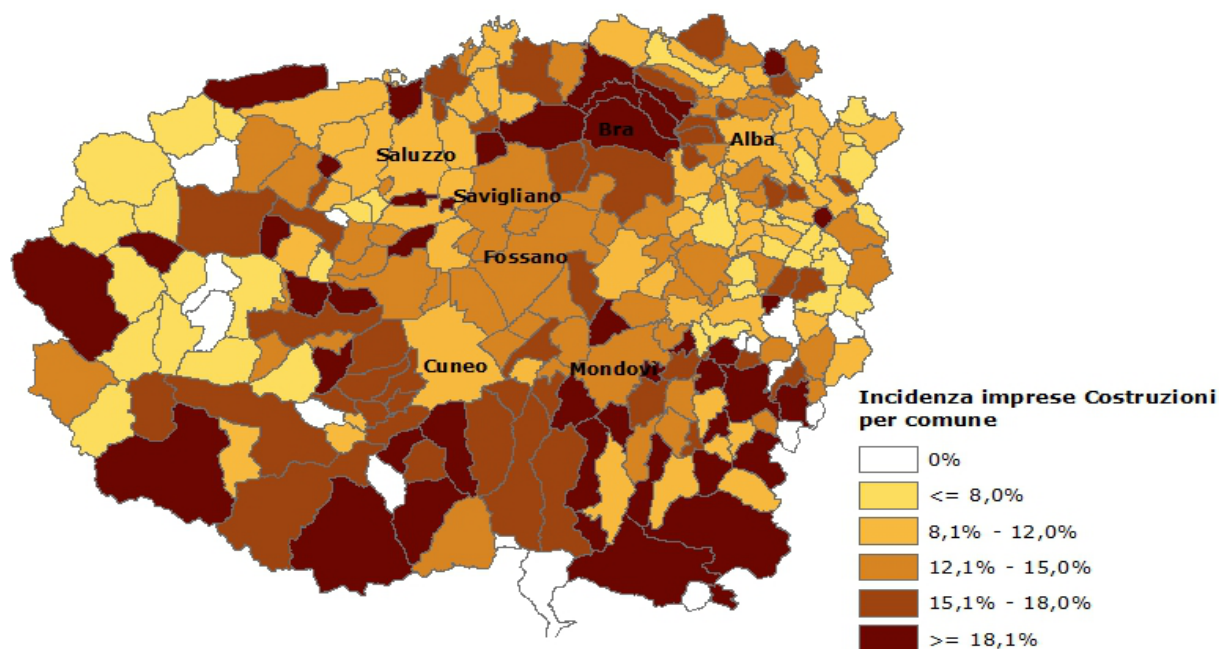 Bra
Alba
Saluzzo
Savigliano
Fossano
Cuneo
Mondovì
Incidenza imprese Costruzioni
per comune
0%
<= 8,0%
8,1% - 12,0%
12,1% - 15,0%
15,1% - 18,0%
>= 18,1%